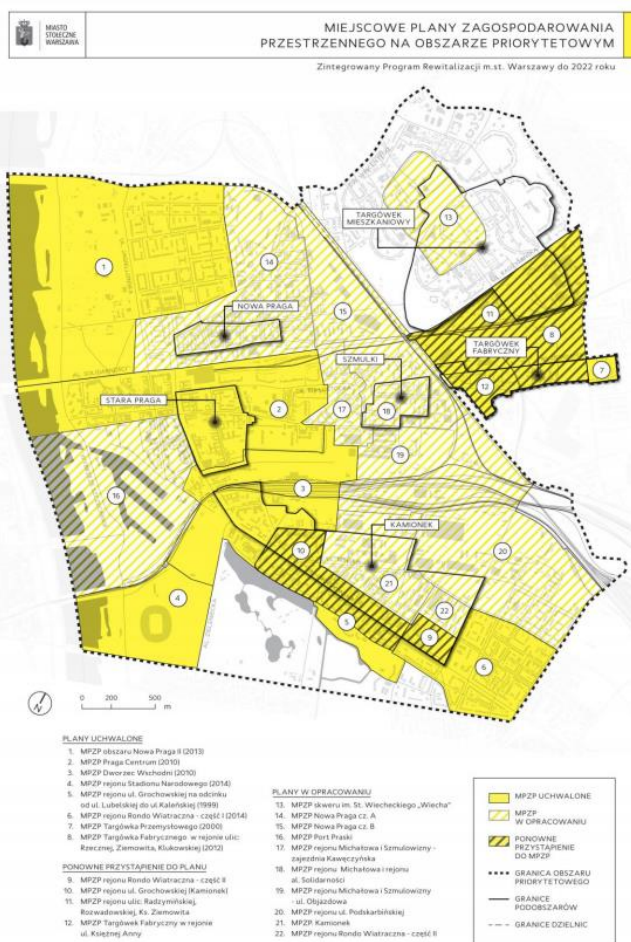 MIASTO
STOŁECZNE
WARSZAWA
MIEJSCOWE PLANY ZAGOSPODAROWANIA
PRZESTRZENNEGO NA OBSZARZE PRIORYTETOWYM
Zintegrowany Program Rewitalizacji m.st. Warszawy do 2022 roku
TARGÓWEK
MIESZKANIOWY
13
1
14
NOWA PRAGA
15
11
8
TARGÓWEK
FABRYCZNY
7
12
SZMULKI
AL. SOLIDARNOŚCI
STARA PRAGA
2
17
18
19
16
3
KAMIONEK
20
10
21
4
22
5
9
6
N
0 200 500
m
PLANY UCHWALONE
1. MPZP obszaru Nowa Praga II (2013)
2. MPZP Praga Centrum (2010)
3. MPZP Dworzec Wschodni (2010)
4. MPZP rejonu Stadionu Narodowego (2014)
5. MPZP rejonu ul. Grochowskiej na odcinku
od ul. Lubelskiej do ul Kaleńskiej (1999)
6. MPZP rejonu Rondo Wiatraczna - część I (2014)
7. MPZP Targówka Przemysłowego (2000)
8. MPZP Targówka Fabrycznego w rejonie ulic:
Rzecznej, Ziemowita, Klukowskiej (2012)
PONOWNE PRZYSTĄPIENIE DO PLANU
9. MPZP rejonu Rondo Wiatraczna - część II
10. MPZP rejonu ul. Grochowskiej (Kamionek)
11. MPZP rejonu ulic: Radzymińskiej,
Rozwadowskiej, Ks. Ziemowita
12. MPZP Targówek Fabryczny w rejonie
ul. Księżnej Anny
PLANY W OPRACOWANIU
13. MPZP skweru im. St. Wiecheckiego „Wiecha"
14. MPZP Nowa Praga cz. A
15. MPZP Nowa Praga cz. B
16. MPZP Port Praski
17. MPZP rejonu Michałowa i Szmulowizny -
zajezdnia Kawęczyńska
18. MPZP rejonu Michałowa i rejonu
al. Solidarności
19. MPZP rejonu Michałowa i Szmulowizny
- ul. Objazdowa
20. MPZP rejonu ul. Podskarbińskiej
21. MPZP. Kamionek
22. MPZP rejonu Rondo Wiatraczna - część II
MPZP UCHWALONE
MPZP
W OPRACOWANIU
PONOWNE
PRZYSTĄPIENIE
DO MPZP
GRANICA OBSZARU
PRIORYTETOWEGO
GRANICE
PODOBSZARÓW
GRANICE DZIELNIC